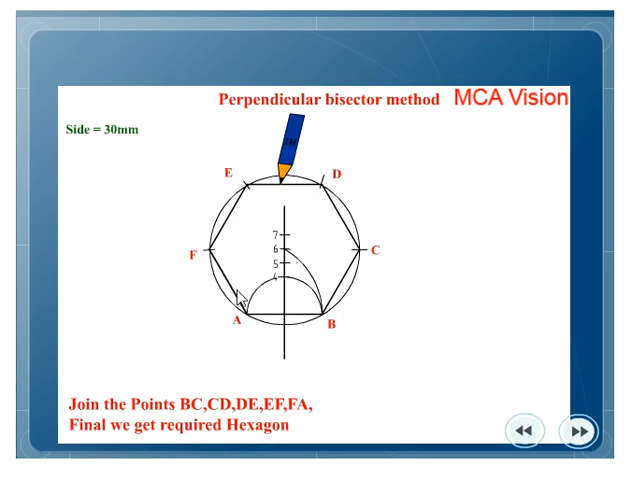 Perpendicular bisector method MCA Vision
Side = 30mm
2H
E
D
7
6
5
4
F
C
A
B
Join the Points BC,CD,DE,EF,FA,
Final we get required Hexagon